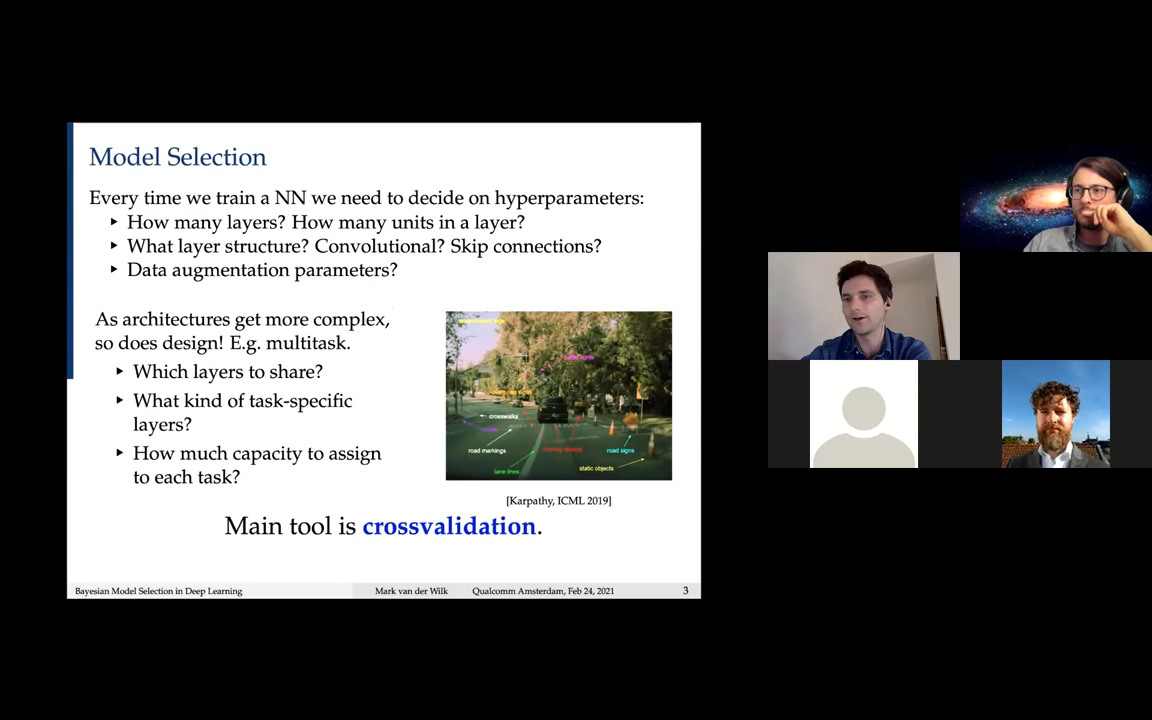 Model Selection
Every time we train a NN we need to decide on hyperparameters:
‣ How many layers? How many units in a layer?
‣ What layer structure? Convolutional? Skip connections?
‣ Data augmentation parameters?
As architectures get more complex,
so does design! E.g. multitask.
‣ Which layers to share?
‣ What kind of task-specific
layers?
‣ How much capacity to assign
to each task?
crosswalks
road markings
lane lines
moving objects
road signs
static objects
[Karpathy, ICML 2019]
Main tool is crossvalidation.
Bayesian Model Selection in Deep Learning
Mark van der Wilk
Qualcomm Amsterdam, Feb 24, 2021
3